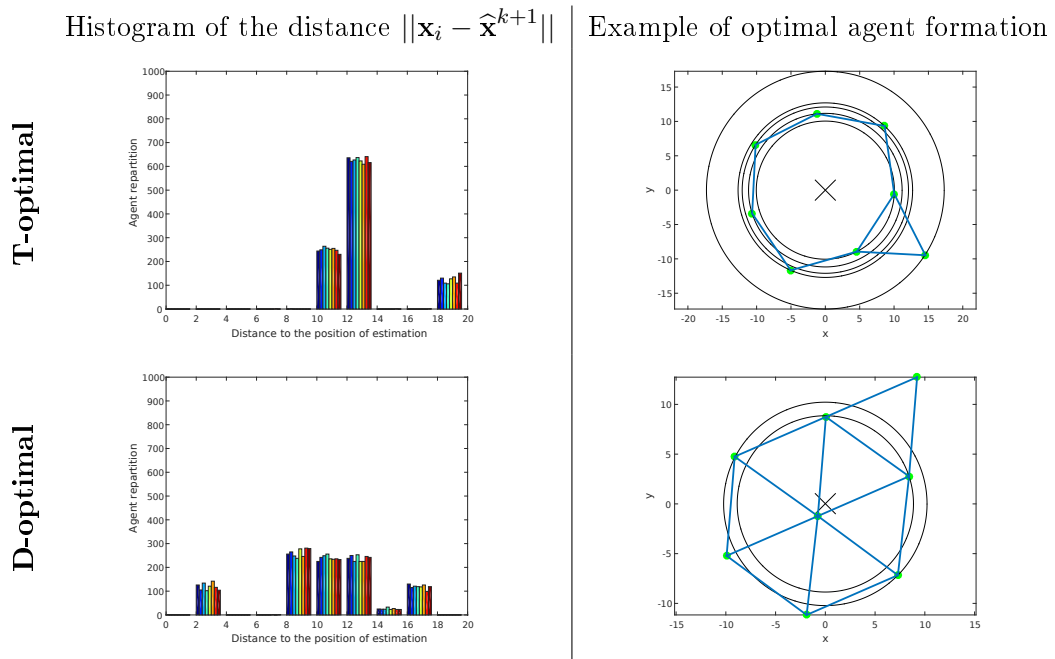 Histogram of the distance ||x_i − x̂^{k+1}||
Example of optimal agent formation
T-optimal
Agent repartition
1000
900
800
700
600
500
400
300
200
100
0
0 2 4 6 8 10 12 14 16 18 20
Distance to the position of estimation
y
15
10
5
0
-5
-10
-15
-20 -15 -10 -5 0 5 10 15 20
x
D-optimal
Agent repartition
1000
900
800
700
600
500
400
300
200
100
0
0 2 4 6 8 10 12 14 16 18 20
Distance to the position of estimation
y
10
5
0
-5
-10
-15 -10 -5 0 5 10 15
x